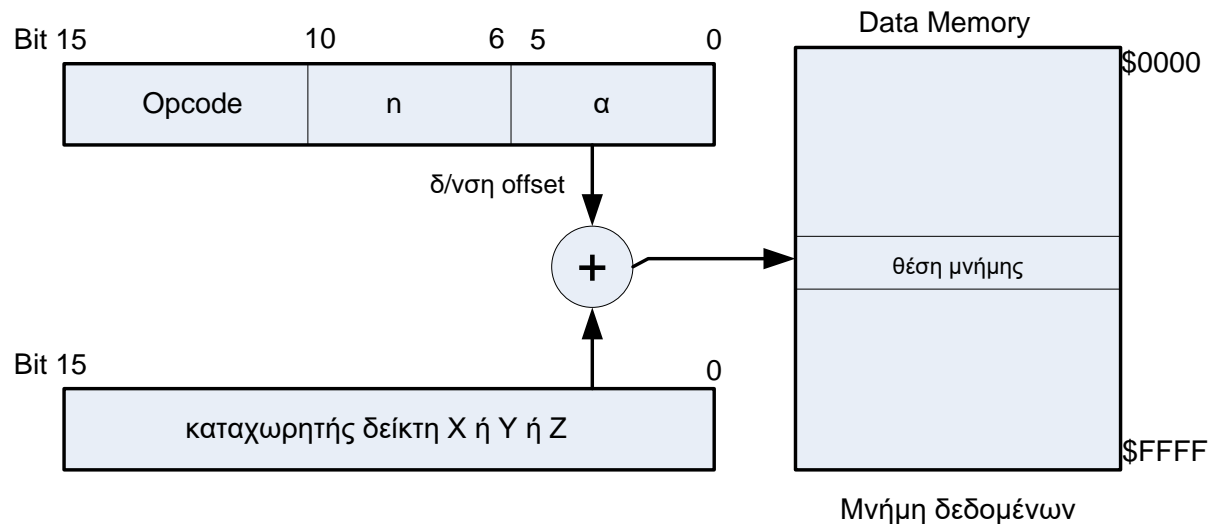 Data Memory
Bit 15 10 6 5 0
$0000
Opcode n α
δ/νση offset
+
θέση μνήμης
Bit 15 0
καταχωρητής δείκτη X ή Y ή Z
$FFFF
Μνήμη δεδομένων